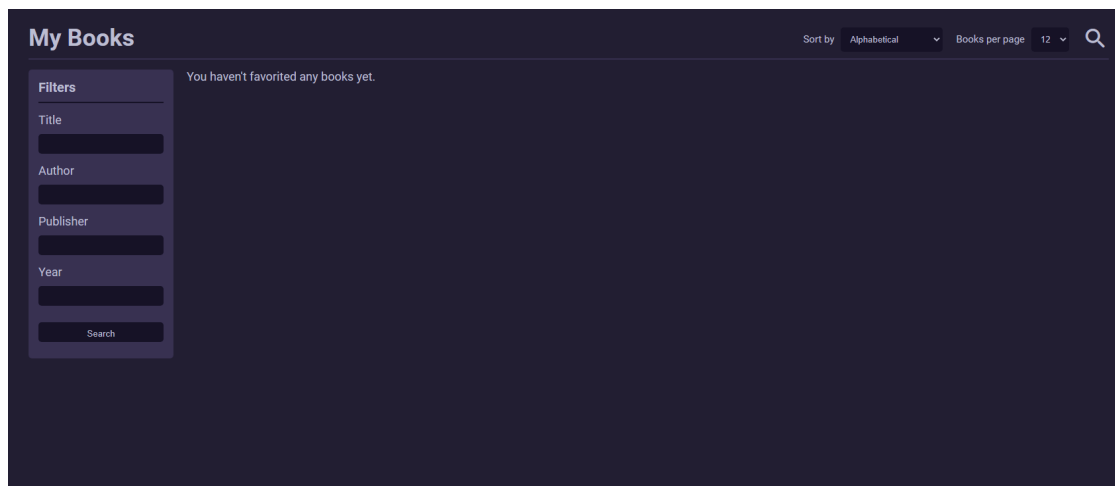 My Books
Sort by Alphabetical Books per page 12
Filters
You haven't favorited any books yet.
Title
Author
Publisher
Year
Search